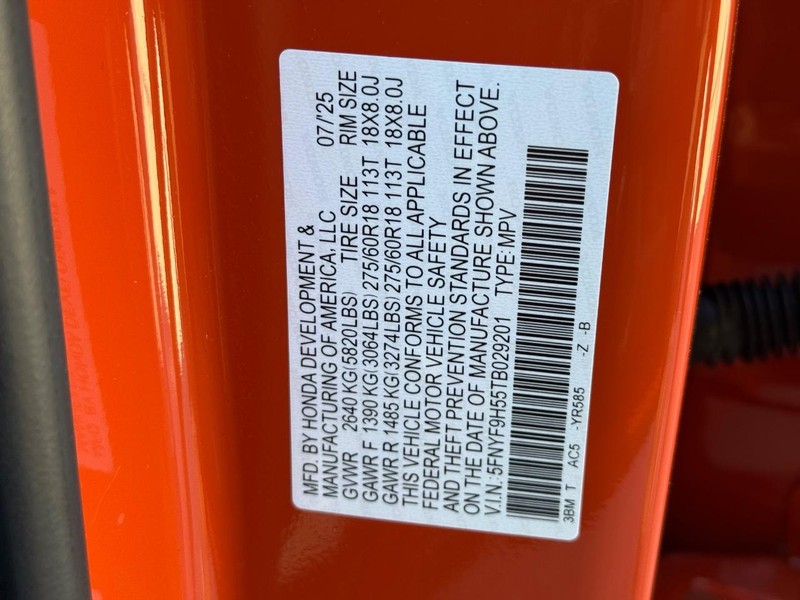 MFD. BY HONDA DEVELOPMENT &
MANUFACTURING OF AMERICA, LLC 07/'25
GVWR 2640 KG(5820LBS) TIRE SIZE RIM SIZE
GAWR F 1390 KG(3064LBS) 275/60R18 113T 18X8.0J
GAWR R 1485 KG(3274LBS) 275/60R18 113T 18X8.0J
THIS VEHICLE CONFORMS TO ALL APPLICABLE
FEDERAL MOTOR VEHICLE SAFETY
AND THEFT PREVENTION STANDARDS IN EFFECT
ON THE DATE OF MANUFACTURE SHOWN ABOVE.
V.I.N.: 5FNYF9H55TB029201 TYPE: MPV
3BM T AC5 -YR585 -Z -B